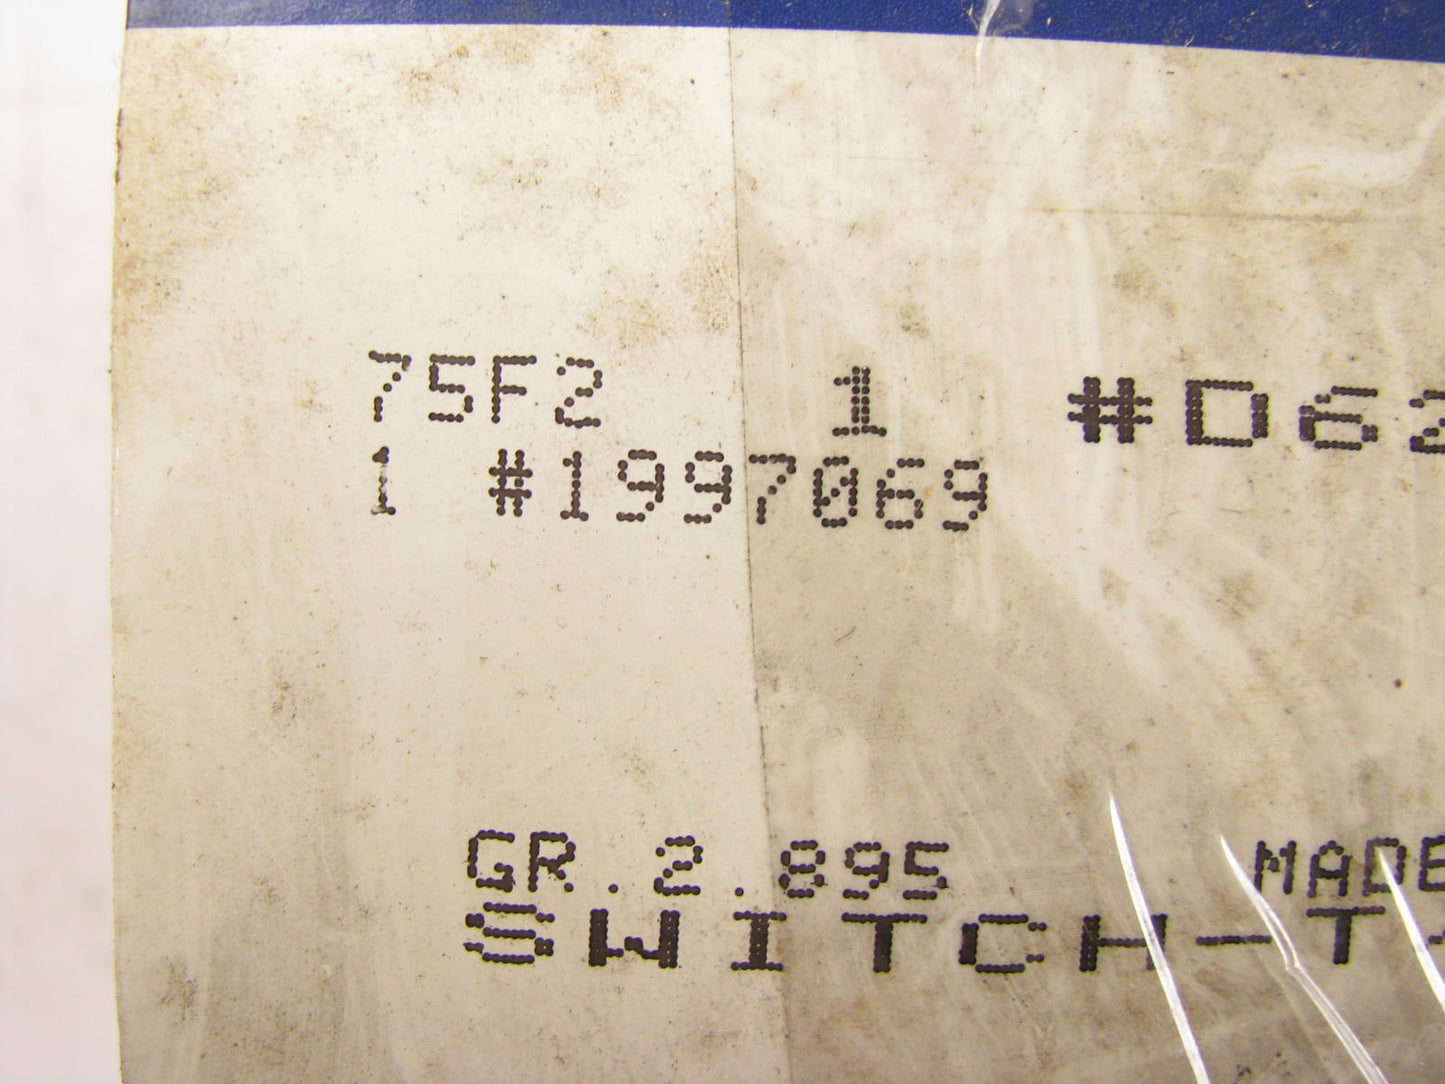 75F2 1 #D62
1 #1997069
GR.2.895 MADE
SWITCH-T